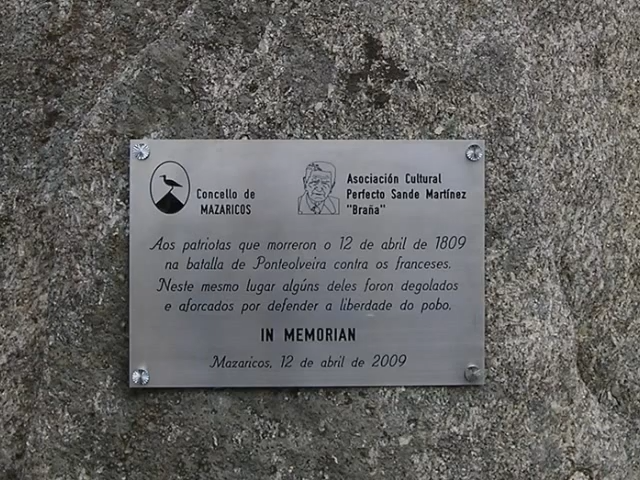 Concello de
MAZARICOS
Asociación Cultural
Perfecto Sande Martínez
"Braña"
Aos patriotas que morreron o 12 de abril de 1809
na batalla de Ponteolveira contra os franceses.
Neste mesmo lugar algúns deles foron degolados
e aforcados por defender a liberdade do pobo.
IN MEMORIAN
Mazaricos, 12 de abril de 2009